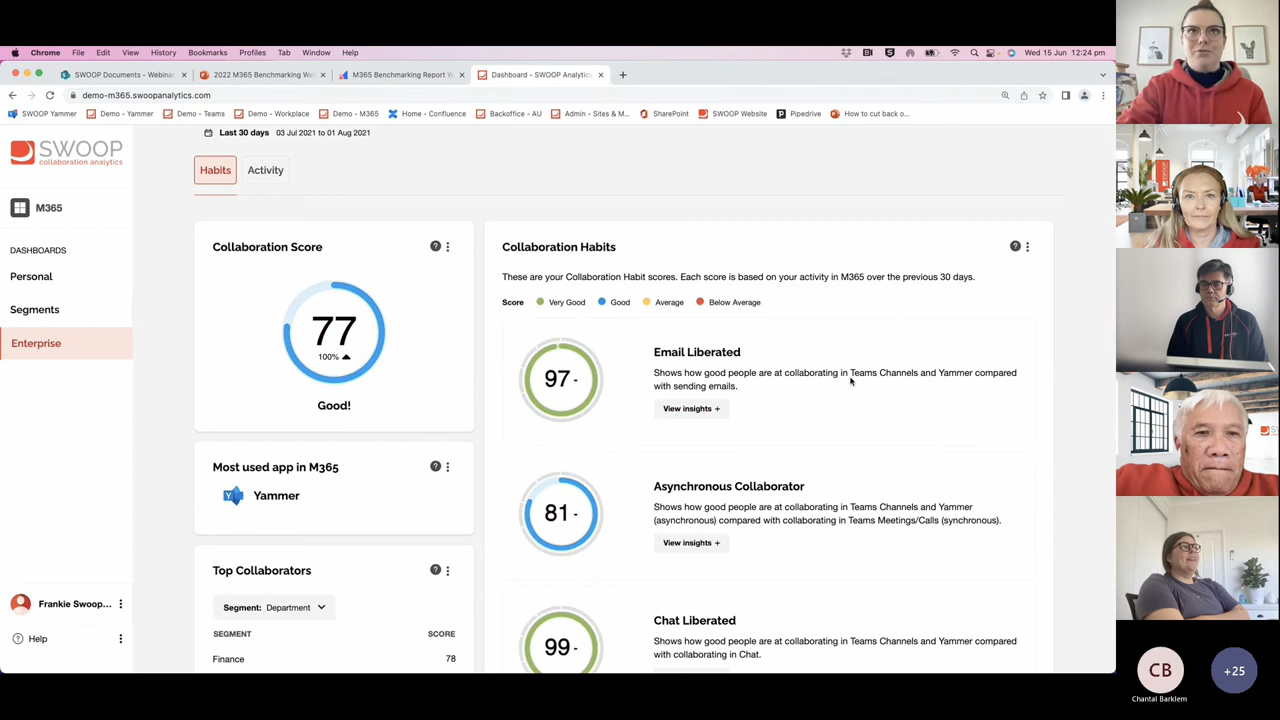 Chrome File Edit View History Bookmarks Profiles Tab Window Help Wed 15 Jun 12:24 pm
SWOOP Documents - Webinar 2022 M365 Benchmarking We M365 Benchmarking Report W Dashboard - SWOOP Analytics
demo-m365.swoopanalytics.com
SWOOP Yammer Demo - Yammer Demo - Teams Demo - Workplace Demo - M365 Home - Confluence Backoffice - AU Admin - Sites & M... SharePoint SWOOP Website Pipedrive How to cut back o...
Last 30 days 03 Jul 2021 to 01 Aug 2021
SWOOP
collaboration analytics
Habits Activity
M365
DASHBOARDS
Personal
Segments
Enterprise
Frankie Swoop...
Help
Collaboration Score
77
100%
Good!
Most used app in M365
Yammer
Top Collaborators
Segment: Department
SEGMENT SCORE
Finance 78
Collaboration Habits
These are your Collaboration Habit scores. Each score is based on your activity in M365 over the previous 30 days.
Score Very Good Good Average Below Average
97 -
Email Liberated
Shows how good people are at collaborating in Teams Channels and Yammer compared
with sending emails.
View insights +
81 -
Asynchronous Collaborator
Shows how good people are at collaborating in Teams Channels and Yammer
(asynchronous) compared with collaborating in Teams Meetings/Calls (synchronous).
View insights +
99 -
Chat Liberated
Shows how good people are at collaborating in Teams Channels and Yammer compared
with collaborating in Chat.
CB
Chantal Barklem
+25